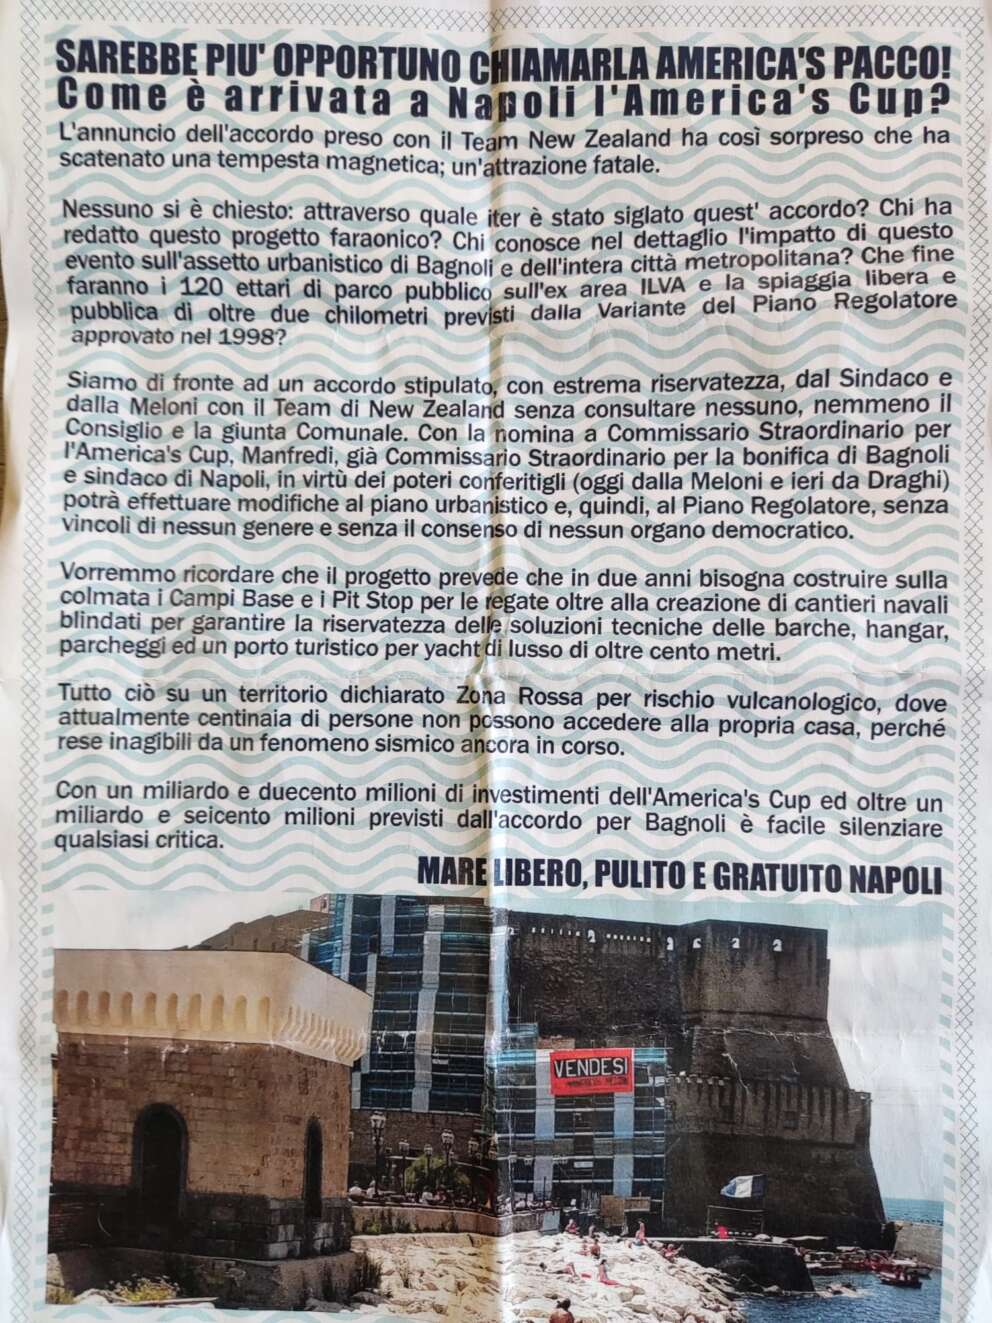 SAREBBE PIU' OPPORTUNO CHIAMARLA AMERICA'S PACCO!
Come è arrivata a Napoli l'America's Cup?
L'annuncio dell'accordo preso con il Team New Zealand ha così sorpreso che ha
scatenato una tempesta magnetica; un'attrazione fatale.
Nessuno si è chiesto: attraverso quale iter è stato siglato quest' accordo? Chi ha
redatto questo progetto faraonico? Chi conosce nel dettaglio l'impatto di questo
evento sull'assetto urbanistico di Bagnoli e dell'intera città metropolitana? Che fine
faranno i 120 ettari di parco pubblico sull'ex area ILVA e la spiaggia libera e
pubblica di oltre due chilometri previsti dalla Variante del Piano Regolatore
approvato nel 1998?
Siamo di fronte ad un accordo stipulato, con estrema riservatezza, dal Sindaco e
dalla Meloni con il Team di New Zealand senza consultare nessuno, nemmeno il
Consiglio e la giunta Comunale. Con la nomina a Commissario Straordinario per
l'America's Cup, Manfredi, già Commissario Straordinario per la bonifica di Bagnoli
e sindaco di Napoli, in virtù dei poteri conferitigli (oggi dalla Meloni e ieri da Draghi)
potrà effettuare modifiche al piano urbanistico e, quindi, al Piano Regolatore, senza
vincoli di nessun genere e senza il consenso di nessun organo democratico.
Vorremmo ricordare che il progetto prevede che in due anni bisogna costruire sulla
colmata i Campi Base e i Pit Stop per le regate oltre alla creazione di cantieri navali
blindati per garantire la riservatezza delle soluzioni tecniche delle barche, hangar,
parcheggi ed un porto turistico per yacht di lusso di oltre cento metri.
Tutto ciò su un territorio dichiarato Zona Rossa per rischio vulcanologico, dove
attualmente centinaia di persone non possono accedere alla propria casa, perché
rese inagibili da un fenomeno sismico ancora in corso.
Con un miliardo e duecento milioni di investimenti dell'America's Cup ed oltre un
miliardo e seicento milioni previsti dall'accordo per Bagnoli è facile silenziare
qualsiasi critica.
MARE LIBERO, PULITO E GRATUITO NAPOLI
VENDESI